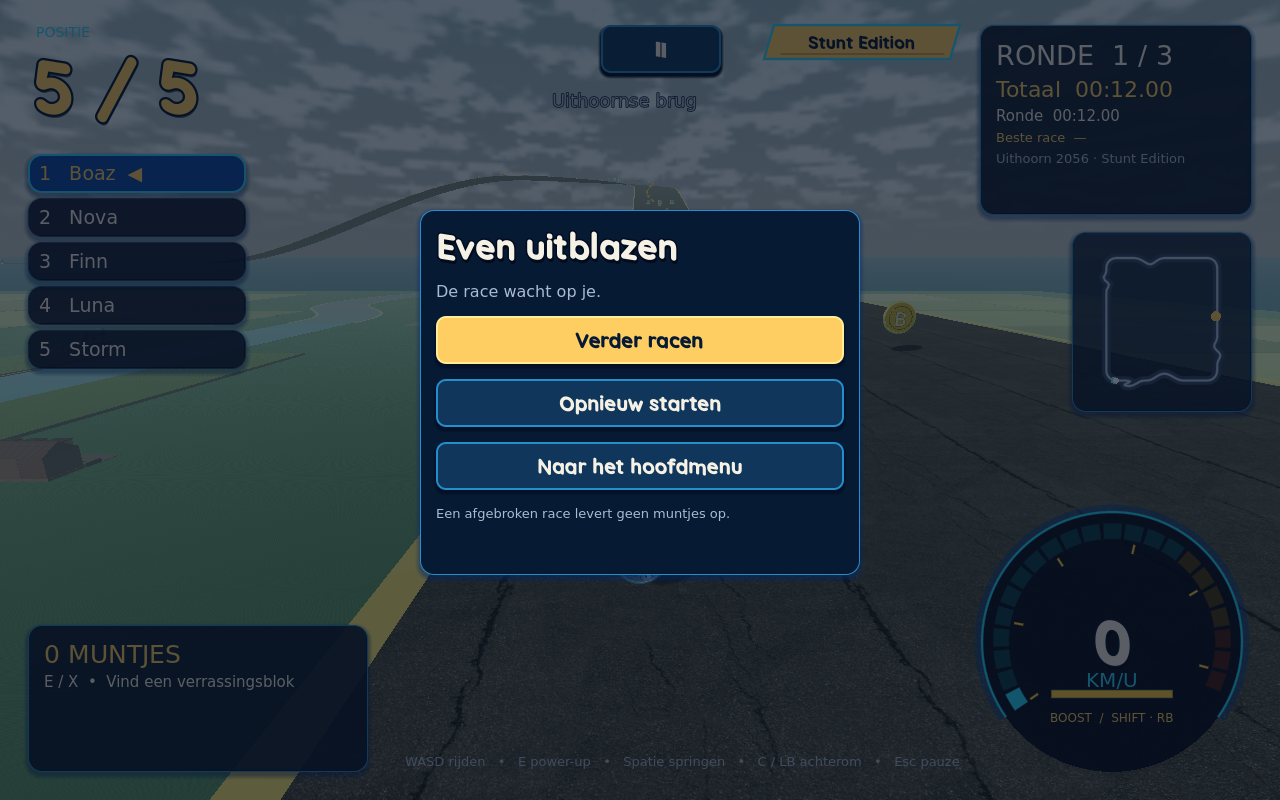 POSITIE
5 / 5
Stunt Edition
Uithoornse brug
RONDE 1 / 3
Totaal 00:12.00
Ronde 00:12.00
Beste race —
Uithoorn 2056 · Stunt Edition
1 Boaz ◀
2 Nova
3 Finn
4 Luna
5 Storm
Even uitblazen
De race wacht op je.
Verder racen
Opnieuw starten
Naar het hoofdmenu
Een afgebroken race levert geen muntjes op.
B
0 MUNTJES
E / X • Vind een verrassingsblok
0
KM/U
BOOST / SHIFT · RB
WASD rijden • E power-up • Spatie springen • C / LB achterom • Esc pauze